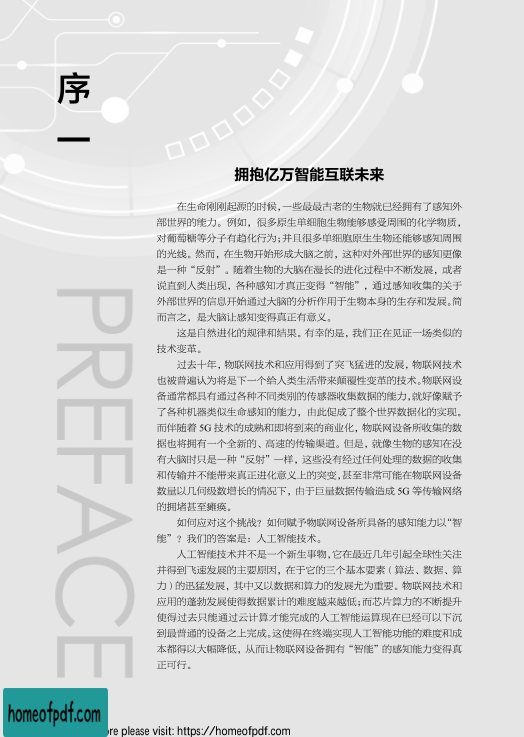 序
一
PREFACE
拥抱亿万智能互联未来
在生命刚刚起源的时候，一些最最古老的生物就已经拥有了感知外
部世界的能力。例如，很多原生单细胞生物能够感受周围的化学物质，
对葡萄糖等分子有趋化行为；并且很多单细胞原生生物还能够感知周围
的光线。然而，在生物开始形成大脑之前，这种对外部世界的感知更像
是一种“反射”。随着生物的大脑在漫长的进化过程中不断发展，或者
说直到人类出现，各种感知才真正变得“智能”，通过感知收集的关于
外部世界的信息开始通过大脑的分析作用于生物本身的生存和发展。简
而言之，是大脑让感知变得真正有意义。
这是自然进化的规律和结果。有幸的是，我们正在见证一场类似的
技术变革。
过去十年，物联网技术和应用得到了突飞猛进的发展，物联网技术
也被普遍认为将是下一个给人类生活带来颠覆性变革的技术。物联网设
备通常都具有通过各种不同类别的传感器收集数据的能力，就好像赋予
了各种机器类似生命感知的能力，由此促成了整个世界数据化的实现。
而伴随着5G技术的成熟和即将到来的商业化，物联网设备所收集的数
据也将拥有一个全新的、高速的传输渠道。但是，就像生物的感知在没
有大脑时只是一种“反射”一样，这些没有经过任何处理的数据的收集
和传输并不能带来真正进化意义上的突变，甚至非常可能在物联网设备
数量以几何级数增长的情况下，由于巨量数据传输造成5G等传输网络
的拥堵甚至瘫痪。
如何应对这个挑战？如何赋予物联网设备所具备的感知能力以“智
能”？我们的答案是：人工智能技术。
人工智能技术并不是一个新生事物，它在最近几年引起全球性关注
并得到飞速发展的主要原因，在于它的三个基本要素（算法、数据、算
力）的迅猛发展，其中又以数据和算力的发展尤为重要。物联网技术和
应用的蓬勃发展使得数据累计的难度越来越低；而芯片算力的不断提升
使得过去只能通过云计算才能完成的人工智能运算现在已经可以下沉
到最普通的设备之上完成。这使得在终端实现人工智能功能的难度和成
本都得以大幅降低，从而让物联网设备拥有“智能”的感知能力变得真
正可行。
homeofpdf.com
re please visit: https://homeofpdf.com